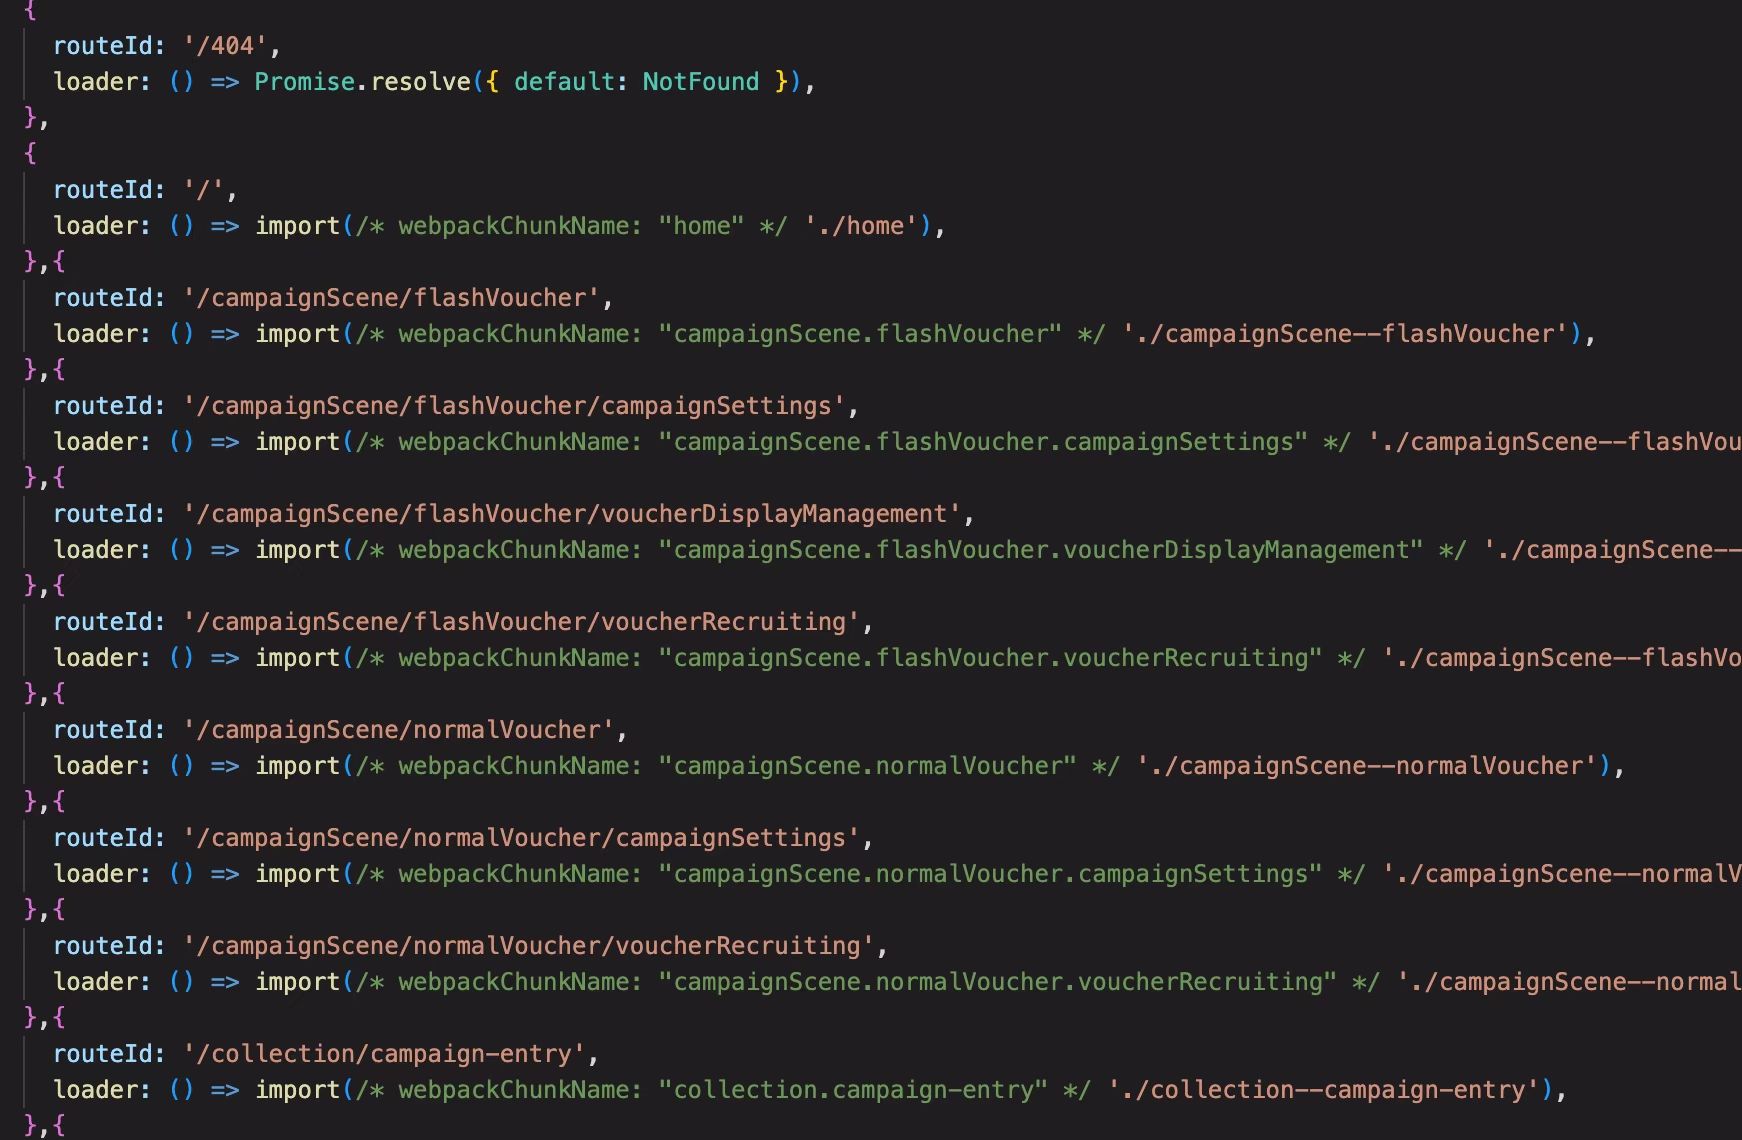 {
routeId: '/404',
loader: () => Promise.resolve({ default: NotFound }),
},
{
routeId: '/',
loader: () => import(/* webpackChunkName: "home" */ './home'),
},{
routeId: '/campaignScene/flashVoucher',
loader: () => import(/* webpackChunkName: "campaignScene.flashVoucher" */ './campaignScene--flashVoucher'),
},{
routeId: '/campaignScene/flashVoucher/campaignSettings',
loader: () => import(/* webpackChunkName: "campaignScene.flashVoucher.campaignSettings" */ './campaignScene--flashVou
},{
routeId: '/campaignScene/flashVoucher/voucherDisplayManagement',
loader: () => import(/* webpackChunkName: "campaignScene.flashVoucher.voucherDisplayManagement" */ './campaignScene--
},{
routeId: '/campaignScene/flashVoucher/voucherRecruiting',
loader: () => import(/* webpackChunkName: "campaignScene.flashVoucher.voucherRecruiting" */ './campaignScene--flashVo
},{
routeId: '/campaignScene/normalVoucher',
loader: () => import(/* webpackChunkName: "campaignScene.normalVoucher" */ './campaignScene--normalVoucher'),
},{
routeId: '/campaignScene/normalVoucher/campaignSettings',
loader: () => import(/* webpackChunkName: "campaignScene.normalVoucher.campaignSettings" */ './campaignScene--normalV
},{
routeId: '/campaignScene/normalVoucher/voucherRecruiting',
loader: () => import(/* webpackChunkName: "campaignScene.normalVoucher.voucherRecruiting" */ './campaignScene--normal
},{
routeId: '/collection/campaign-entry',
loader: () => import(/* webpackChunkName: "collection.campaign-entry" */ './collection--campaign-entry'),
},{